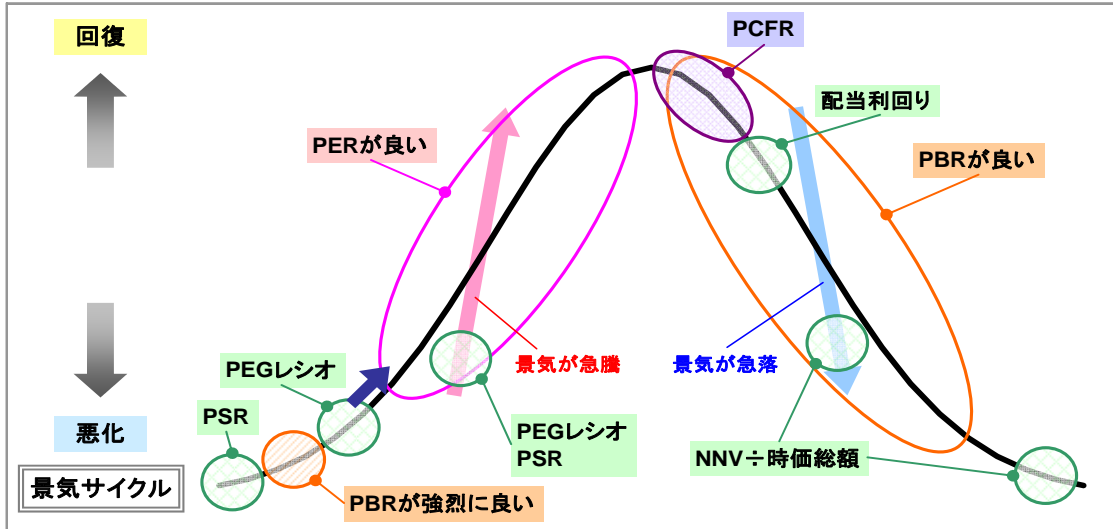 回復
PCFR
配当利回り
PERが良い
PBRが良い
景気が急騰
景気が急落
PEGレシオ
PSR
悪化
PEGレシオ
PSR
NNV÷時価総額
景気サイクル
PBRが強烈に良い